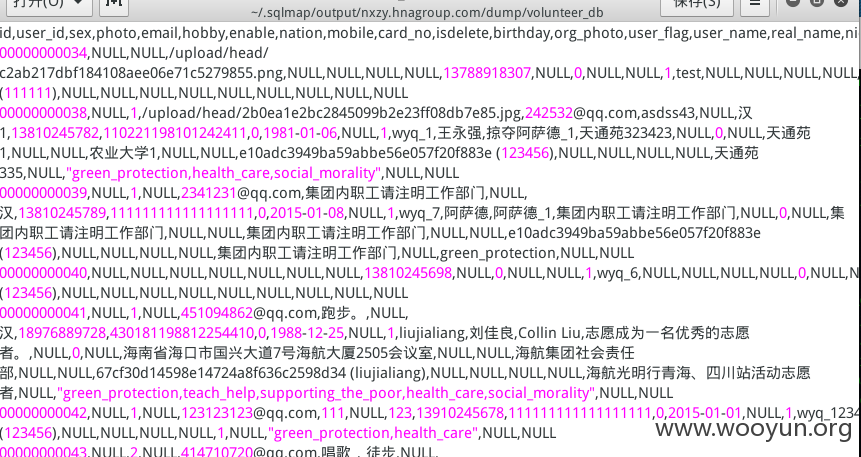 打开(O)
保存(S)
~/.sqlmap/output/nxzy.hnagroup.com/dump/volunteer_db
id,user_id,sex,photo,email,hobby,enable,nation,mobile,card_no,isdelete,birthday,org_photo,user_flag,user_name,real_name,ni
00000000034,NULL,NULL,/upload/head/
c2ab217dbf184108aee06e71c5279855.png,NULL,NULL,NULL,NULL,13788918307,NULL,0,NULL,NULL,1,test,NULL,NULL,NULL,NULL,
(111111),NULL,NULL,NULL,NULL,NULL,NULL,NULL,NULL
00000000038,NULL,1,/upload/head/2b0ea1e2bc2845099b2e23ff08db7e85.jpg,242532@qq.com,asdss43,NULL,汉
1,13810245782,110221198101242411,0,1981-01-06,NULL,1,wyq_1,王永强,掠夺阿萨德_1,天通苑323423,NULL,0,NULL,天通苑
1,NULL,NULL,农业大学1,NULL,NULL,e10adc3949ba59abbe56e057f20f883e (123456),NULL,NULL,NULL,NULL,天通苑
335,NULL,"green_protection,health_care,social_morality",NULL,NULL
00000000039,NULL,1,NULL,2341231@qq.com,集团内职工请注明工作部门,NULL,
汉,13810245789,111111111111111111,0,2015-01-08,NULL,1,wyq_7,阿萨德,阿萨德_1,集团内职工请注明工作部门,NULL,0,NULL,集
团内职工请注明工作部门,NULL,NULL,集团内职工请注明工作部门,NULL,NULL,e10adc3949ba59abbe56e057f20f883e
(123456),NULL,NULL,NULL,NULL,集团内职工请注明工作部门,NULL,green_protection,NULL,NULL
00000000040,NULL,NULL,NULL,NULL,NULL,NULL,NULL,13810245698,NULL,0,NULL,NULL,1,wyq_6,NULL,NULL,NULL,NULL,0,NULL,N
(123456),NULL,NULL,NULL,NULL,NULL,NULL,NULL,NULL
00000000041,NULL,1,NULL,451094862@qq.com,跑步。,NULL,
汉,18976889728,430181198812254410,0,1988-12-25,NULL,1,liujialiang,刘佳良,Collin Liu,志愿成为一名优秀的志愿
者。,NULL,0,NULL,海南省海口市国兴大道7号海航大厦2505会议室,NULL,NULL,海航集团社会责任
部,NULL,NULL,67cf30d14598e14724a8f636c2598d34 (liujialiang),NULL,NULL,NULL,NULL,海航光明行青海、四川站活动志愿
者,NULL,"green_protection,teach_help,supporting_the_poor,health_care,social_morality",NULL,NULL
00000000042,NULL,1,NULL,123123123@qq.com,111,NULL,123,13910245678,111111111111111111,0,2015-01-01,NULL,1,wyq_1234
(123456),NULL,NULL,NULL,NULL,1,NULL,"green_protection,health_care",NULL,NULL
00000000043,NULL,2,NULL,414710720@qq.com,唱歌，徒步,NULL,
www.wooyun.org